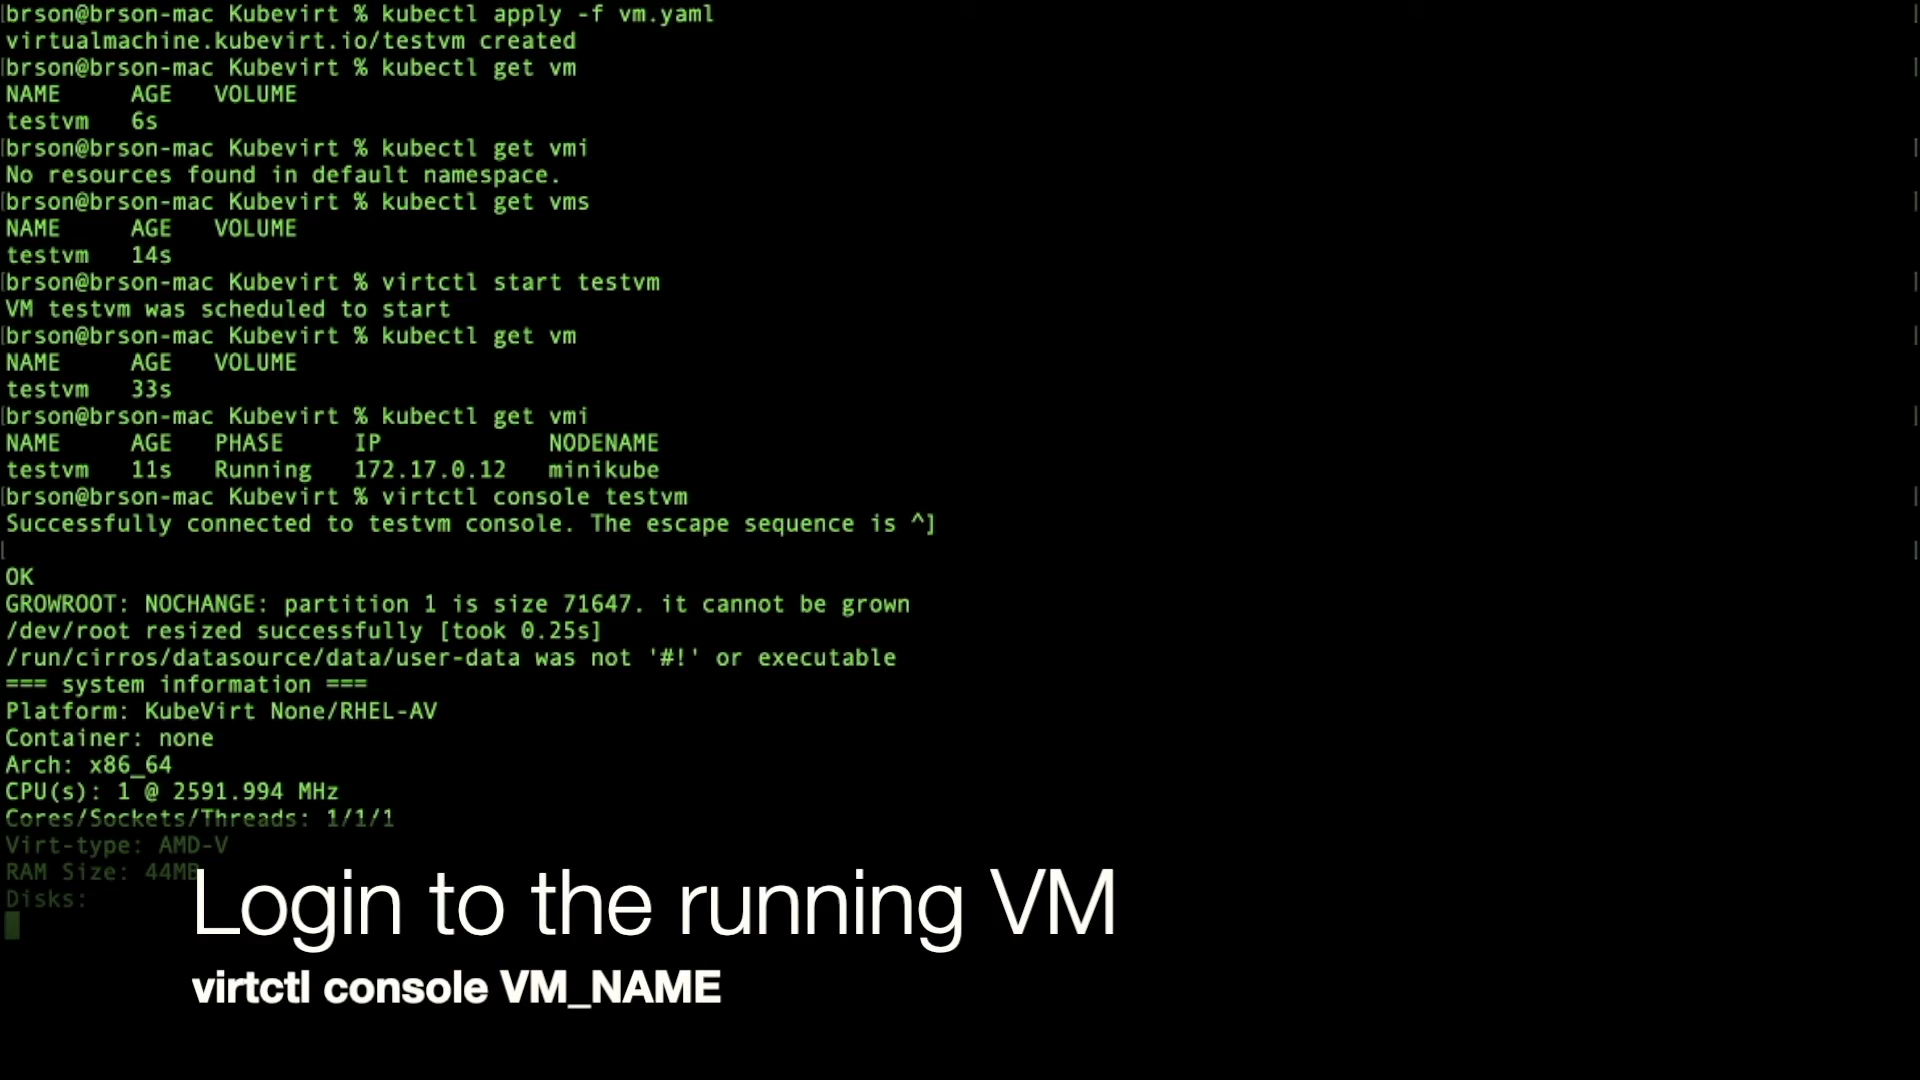 brson@brson-mac Kubevirt % kubectl apply -f vm.yaml
virtualmachine.kubevirt.io/testvm created
brson@brson-mac Kubevirt % kubectl get vm
NAME AGE VOLUME
testvm 6s
brson@brson-mac Kubevirt % kubectl get vmi
No resources found in default namespace.
brson@brson-mac Kubevirt % kubectl get vms
NAME AGE VOLUME
testvm 14s
brson@brson-mac Kubevirt % virtctl start testvm
VM testvm was scheduled to start
brson@brson-mac Kubevirt % kubectl get vm
NAME AGE VOLUME
testvm 33s
brson@brson-mac Kubevirt % kubectl get vmi
NAME AGE PHASE IP NODENAME
testvm 11s Running 172.17.0.12 minikube
brson@brson-mac Kubevirt % virtctl console testvm
Successfully connected to testvm console. The escape sequence is ^]
OK
GROWROOT: NOCHANGE: partition 1 is size 71647. it cannot be grown
/dev/root resized successfully [took 0.25s]
/run/cirros/datasource/data/user-data was not '#!' or executable
=== system information ===
Platform: KubeVirt None/RHEL-AV
Container: none
Arch: x86_64
CPU(s): 1 @ 2591.994 MHz
Cores/Sockets/Threads: 1/1/1
Virt-type: AMD-V
RAM Size: 44MB
Disks:
Login to the running VM
virtctl console VM_NAME